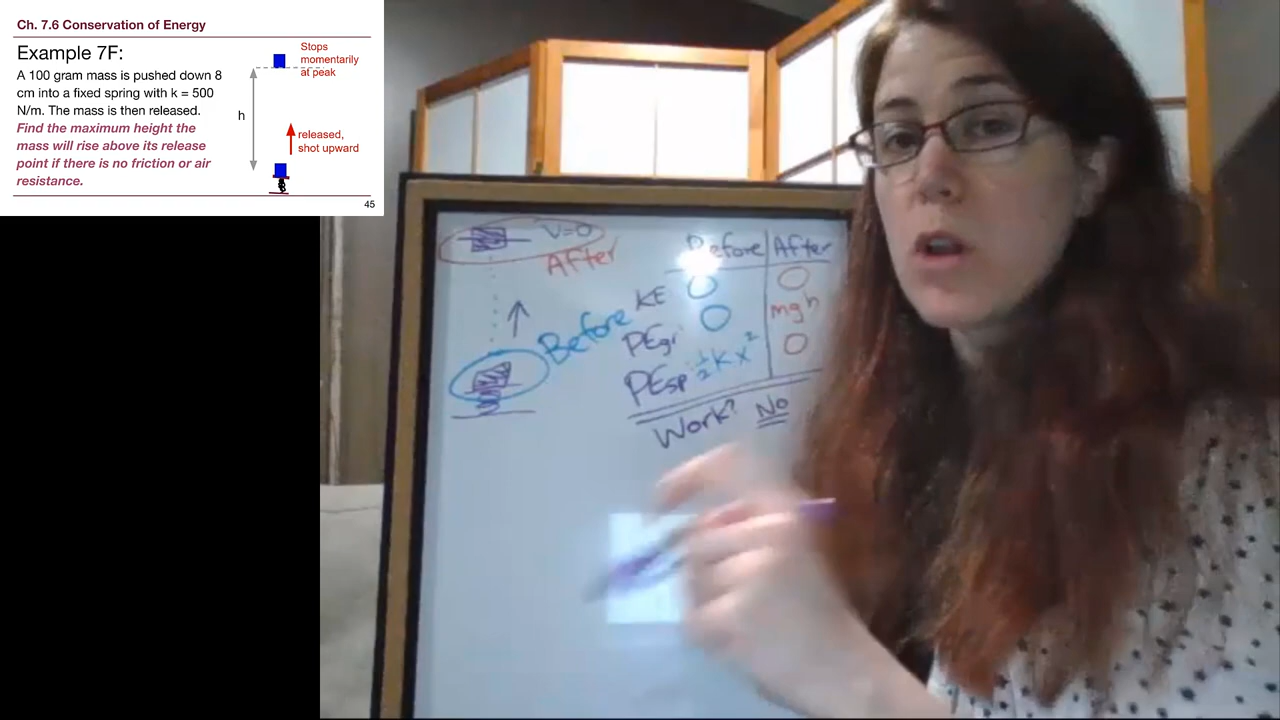 Ch. 7.6 Conservation of Energy
Example 7F:
A 100 gram mass is pushed down 8
cm into a fixed spring with k = 500
N/m. The mass is then released.
Find the maximum height the
mass will rise above its release
point if there is no friction or air
resistance.
Stops
momentarily
at peak
h
released,
shot upward
45
V=0
After
Before
Before After
KE 0 0
PEgr 0 mgh
PEsp ½kx² 0
Work? No